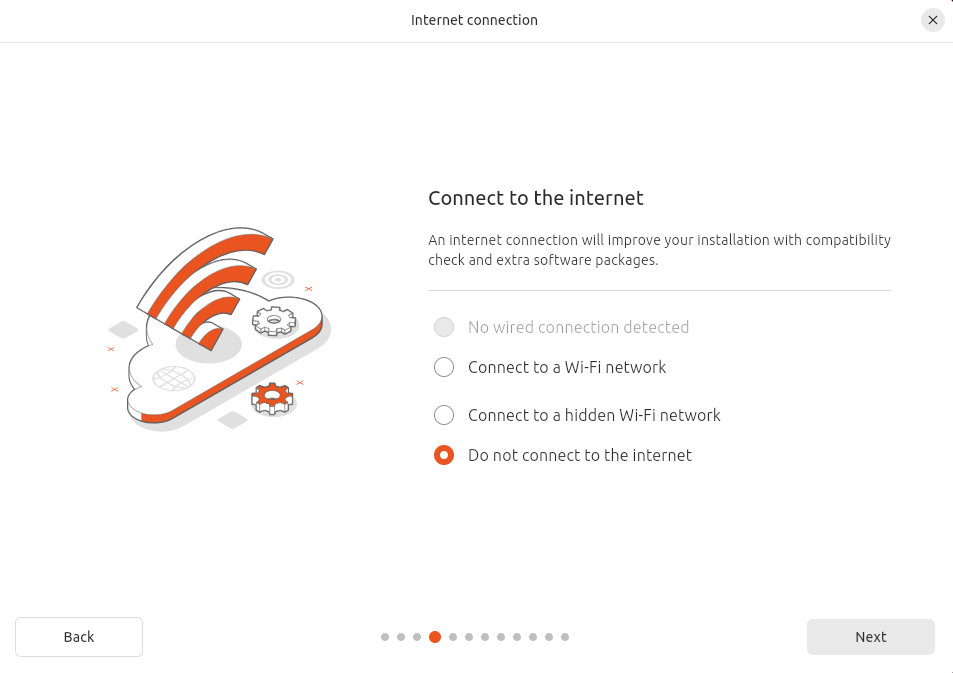 Internet connection
Connect to the internet
An internet connection will improve your installation with compatibility
check and extra software packages.
No wired connection detected
Connect to a Wi-Fi network
Connect to a hidden Wi-Fi network
Do not connect to the internet
Back
Next